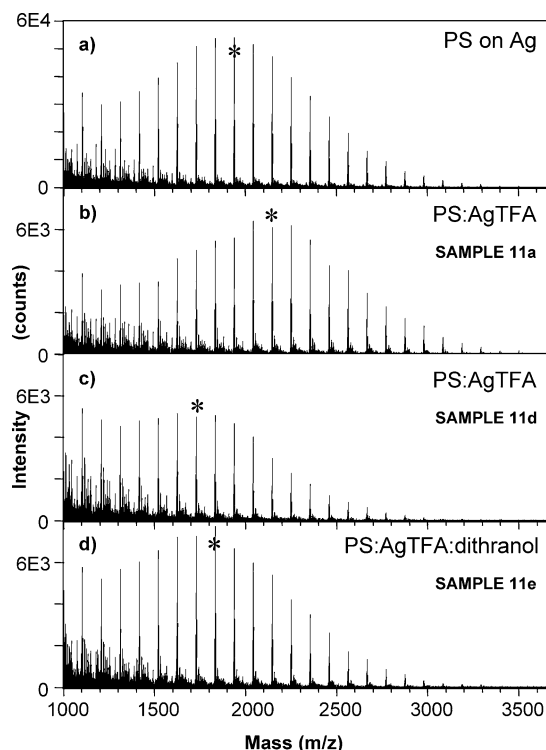 6E4
a)
*
PS on Ag
0
6E3
b)
*
PS:AgTFA
SAMPLE 11a
0
6E3
c)
*
PS:AgTFA
SAMPLE 11d
0
6E3
d)
*
PS:AgTFA:dithranol
SAMPLE 11e
0
Intensity (counts)
1000 1500 2000 2500 3000 3500
Mass (m/z)